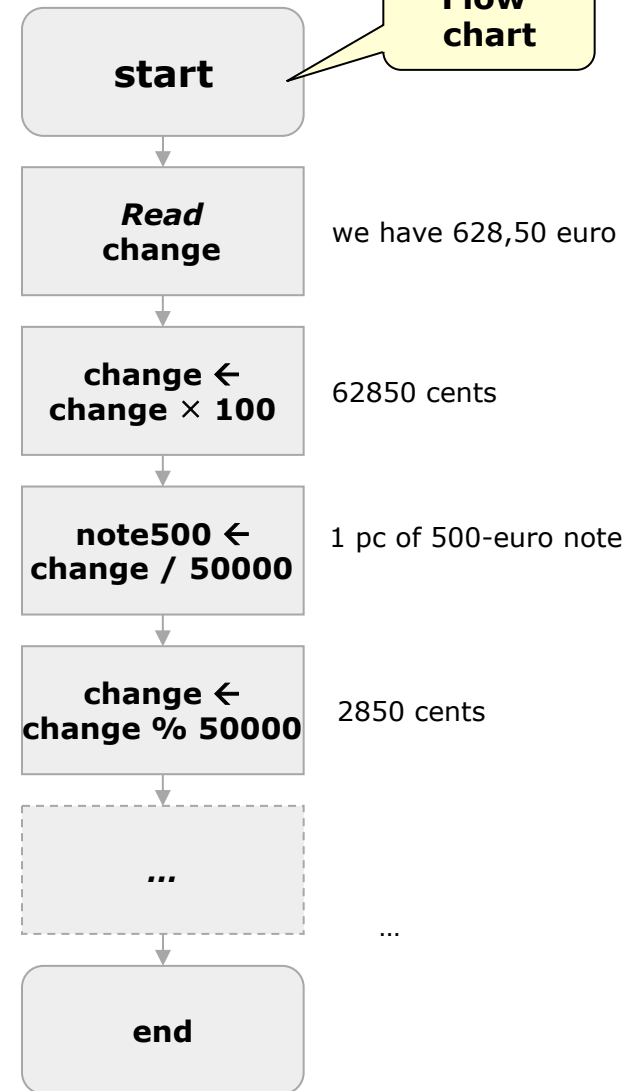 Flow
chart
start
Read
change
we have 628,50 euro
change ←
change × 100
62850 cents
note500 ←
change / 50000
1 pc of 500-euro note
change ←
change % 50000
2850 cents
...
...
end